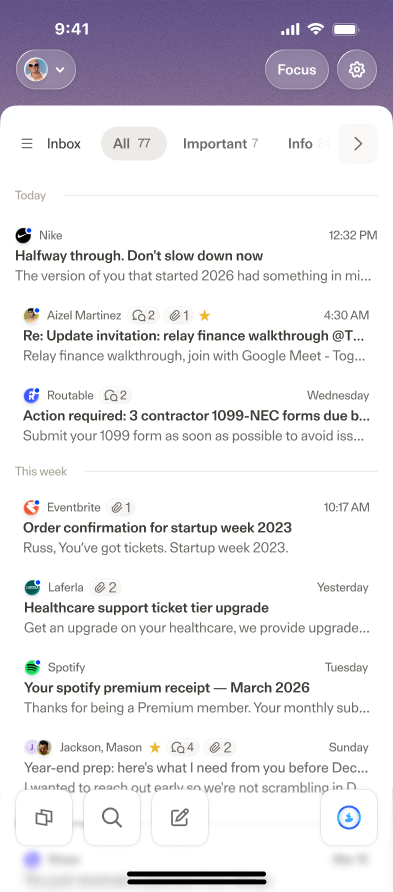 9:41
Focus
Inbox All 77 Important 7 Info 24
Today
Nike 12:32 PM
Halfway through. Don't slow down now
The version of you that started 2026 had something in mi...
Aizel Martinez 2 1 4:30 AM
Re: Update invitation: relay finance walkthrough @T...
Relay finance walkthrough, join with Google Meet - Tog...
Routable 2 Wednesday
Action required: 3 contractor 1099-NEC forms due b...
Submit your 1099 form as soon as possible to avoid iss...
This week
Eventbrite 1 10:17 AM
Order confirmation for startup week 2023
Russ, You've got tickets. Startup week 2023.
Laferla 2 Yesterday
Healthcare support ticket tier upgrade
Get an upgrade on your healthcare, we provide upgrade...
Spotify Tuesday
Your spotify premium receipt — March 2026
Thanks for being a Premium member. Your monthly sub...
J Jackson, Mason 4 2 Sunday
Year-end prep: here's what I need from you before Dec...
I wanted to reach out early so we're not scrambling in D...